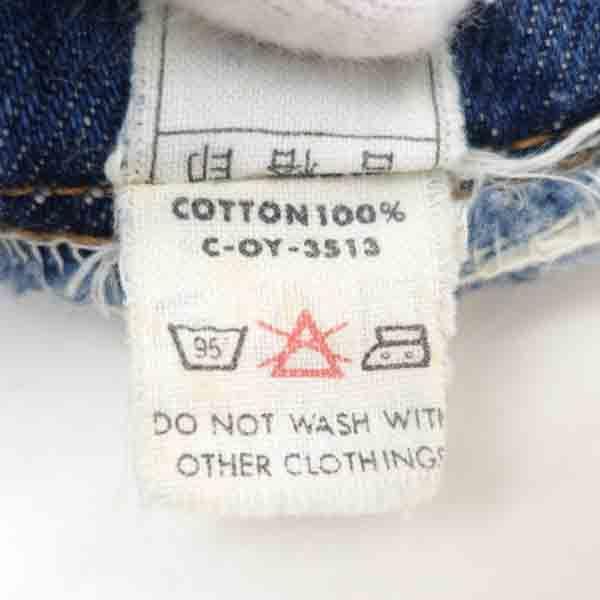 COTTON100%
C-OY-3513
95
DO NOT WASH WITH
OTHER CLOTHINGS